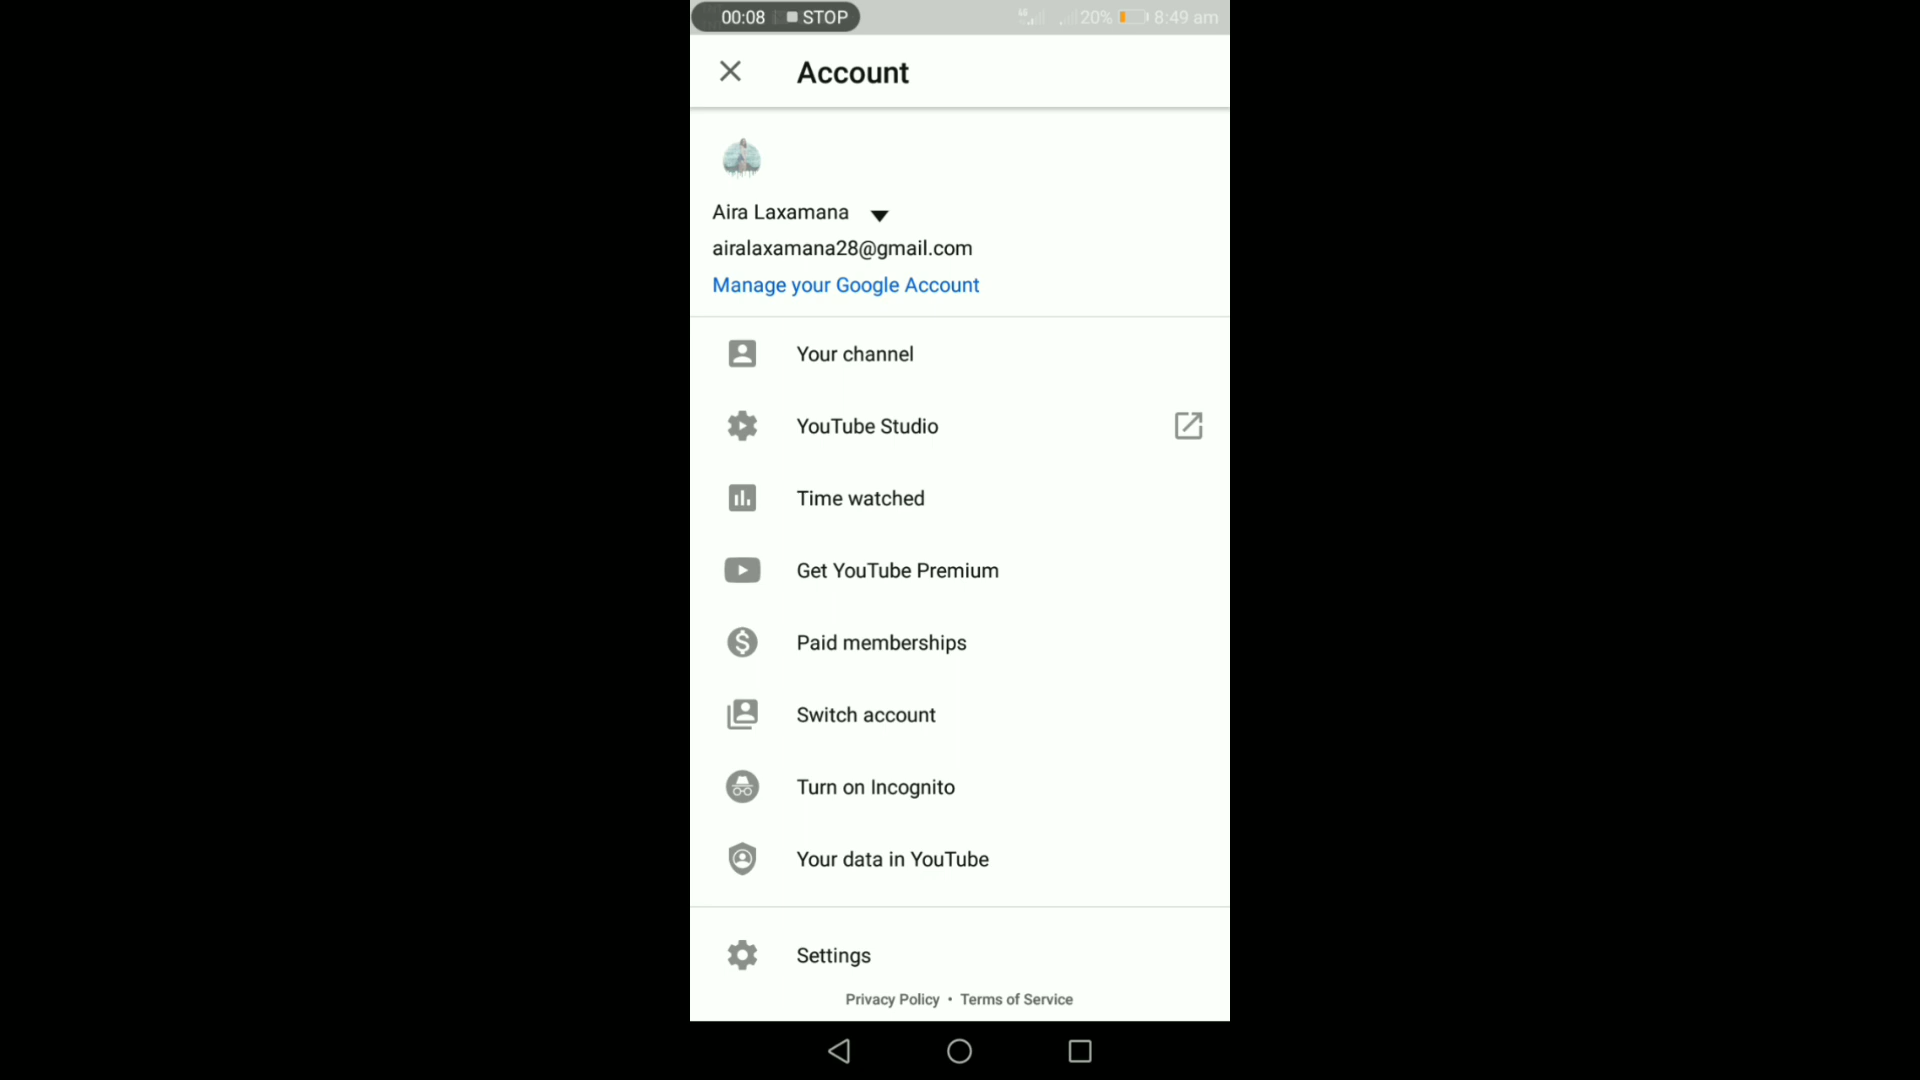 00:08 STOP 20% 8:49 am
Account
Aira Laxamana
airalaxamana28@gmail.com
Manage your Google Account
Your channel
YouTube Studio
Time watched
Get YouTube Premium
Paid memberships
Switch account
Turn on Incognito
Your data in YouTube
Settings
Privacy Policy • Terms of Service